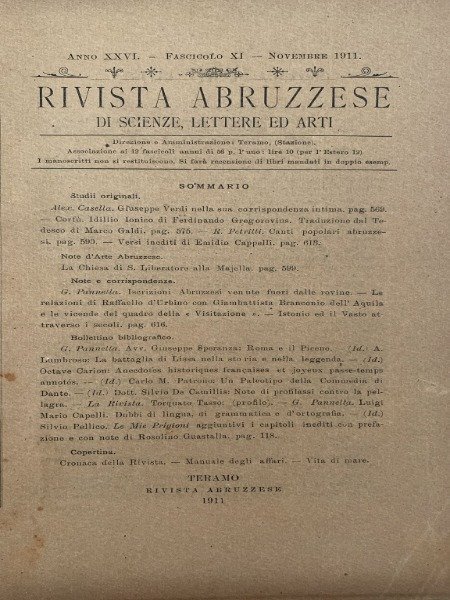 ANNO XXVI. — FASCICOLO XI — NOVEMBRE 1911.
RIVISTA ABRUZZESE
DI SCIENZE, LETTERE ED ARTI
Direzione e Amministrazione: Teramo, (Stazione).
Associazione ai 12 fascicoli annui di 56 p. l'uno: lire 10 (per l'Estero 12).
I manoscritti non si restituiscono. Si farà recensione di libri mandati in doppio esemp.
SOMMARIO
Studii originali.
Alex. Casella. Giuseppe Verdi nella sua corrispondenza intima. pag. 569.
— Corfù. Idillio Ionico di Ferdinando Gregorovius. Traduzione dal Te-
desco di Marco Galdi. pag. 575. — R. Petrilli. Canti popolari abruzze-
si. pag. 593. — Versi inediti di Emidio Cappelli. pag. 613.
Note d'Arte Abruzzese.
La Chiesa di S. Liberatore alla Majella. pag. 599.
Note e corrispondenze.
G. Pannella. Iscrizioni Abruzzesi venute fuori dalle rovine. — Le
relazioni di Raffaello d'Urbino con Giambattista Branconio dell'Aquila
e le vicende del quadro della « Visitazione ». — Istonio ed il Vasto at-
traverso i secoli. pag. 616.
Bollettino bibliografico.
G. Pannella. Avv. Giuseppe Speranza: Roma e il Piceno. — (Id.) A.
Lumbroso: La battaglia di Lissa nella storia e nella leggenda. — (Id.)
Octave Carion: Anecdotes historiques françaises et joyeux passe-temps
annotés. — (Id.) Carlo M. Patrono: Un Paleotipo della Commedia di
Dante. — (Id.) Dott. Silvio De Camillis: Note di profilassi contro la pel-
lagra. — La Rivista. Torquato Tasso: (profilo). — G. Pannella. Luigi
Mario Capelli. Dubbi di lingua, di grammatica e d'ortografia. — (Id.)
Silvio Pellico. Le Mie Prigioni aggiuntivi i capitoli inediti con prefa-
zione e con note di Rosolino Guastalla. pag. 118.
Copertina.
Cronaca della Rivista. — Manuale degli affari. — Vita di mare.
TERAMO
RIVISTA ABRUZZESE
1911